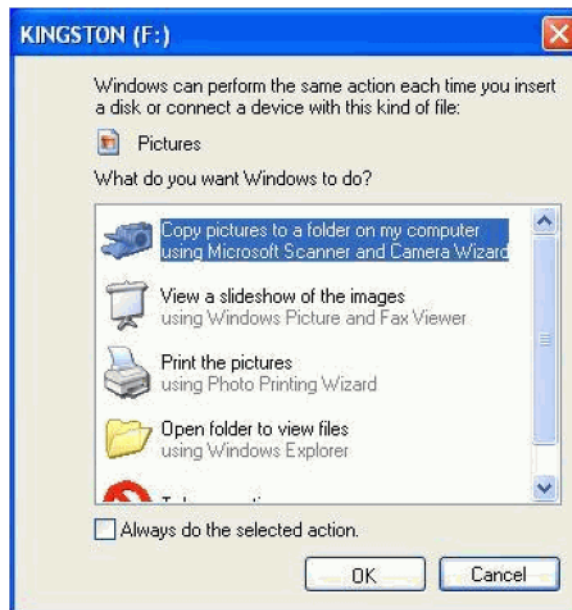 KINGSTON (F:)
Windows can perform the same action each time you insert
a disk or connect a device with this kind of file:
Pictures
What do you want Windows to do?
Copy pictures to a folder on my computer
using Microsoft Scanner and Camera Wizard
View a slideshow of the images
using Windows Picture and Fax Viewer
Print the pictures
using Photo Printing Wizard
Open folder to view files
using Windows Explorer
Always do the selected action.
OK
Cancel